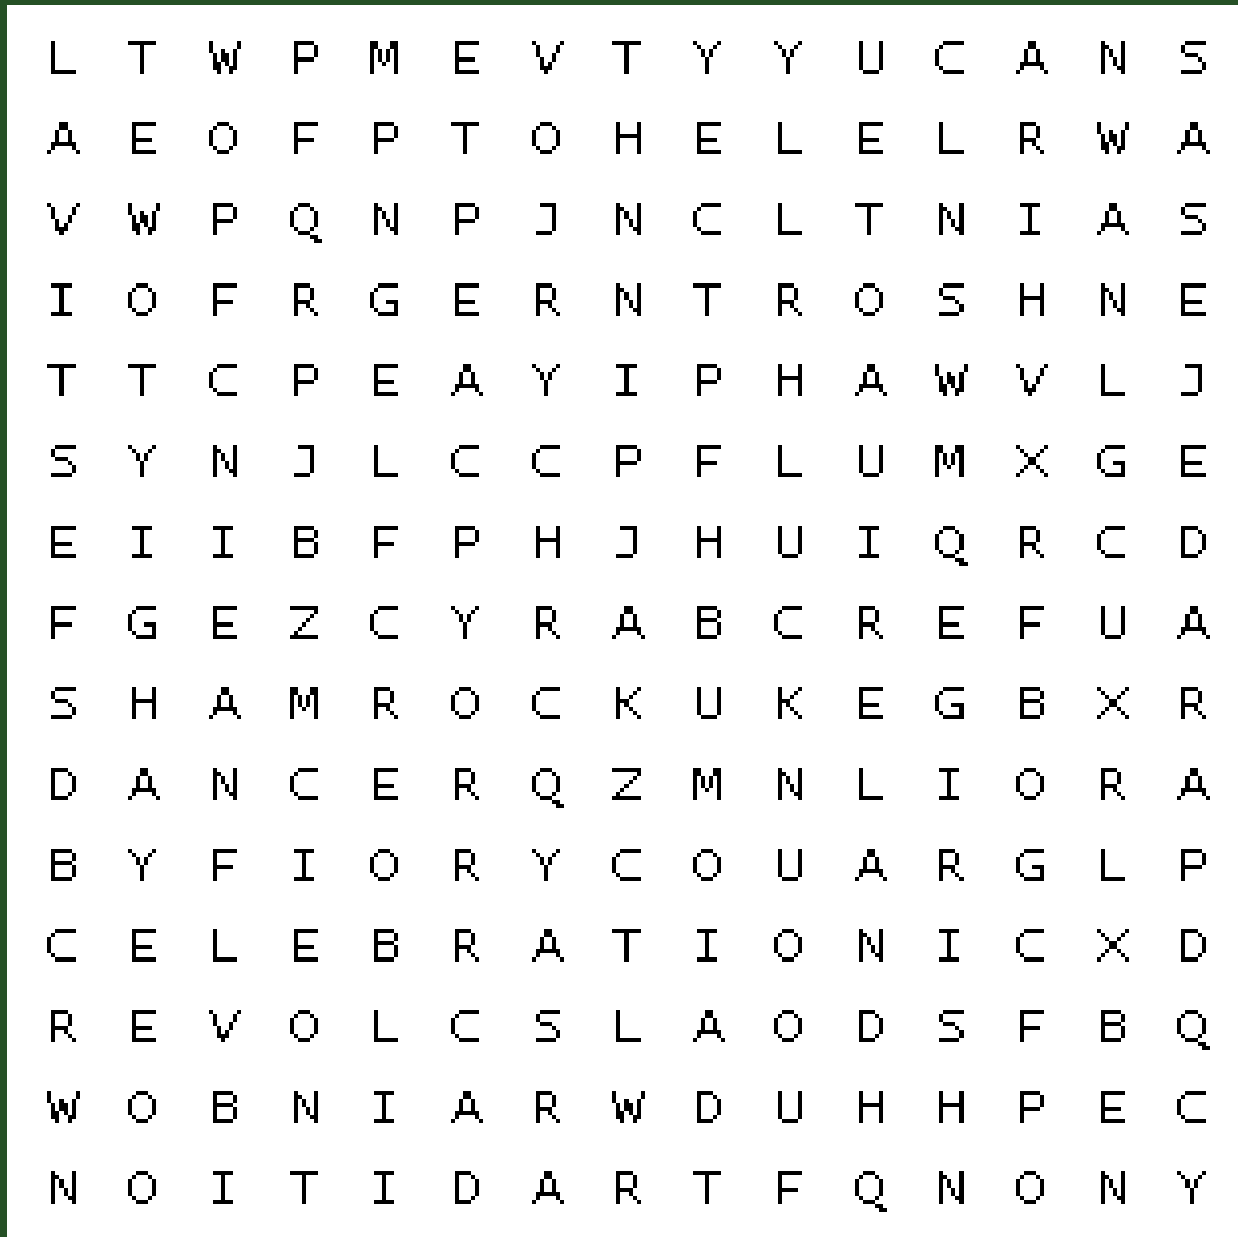 L T W P M E V T Y Y U C A N S
A E O F P T O H E L E L R W A
V W P Q N P J N C L T N I A S
I O F R G E R N T R O S H N E
T T C P E A Y I P H A W V L J
S Y N J L C C P F L U M X G E
E I I B F P H J H U I Q R C D
F G E Z C Y R A B C R E F U A
S H A M R O C K U K E G B X R
D A N C E R Q Z M N L I O R A
B Y F I O R Y C O U A R G L P
C E L E B R A T I O N I C X D
R E V O L C S L A O D S F B Q
W O B N I A R W D U H H P E C
N O I T I D A R T F Q N O N Y